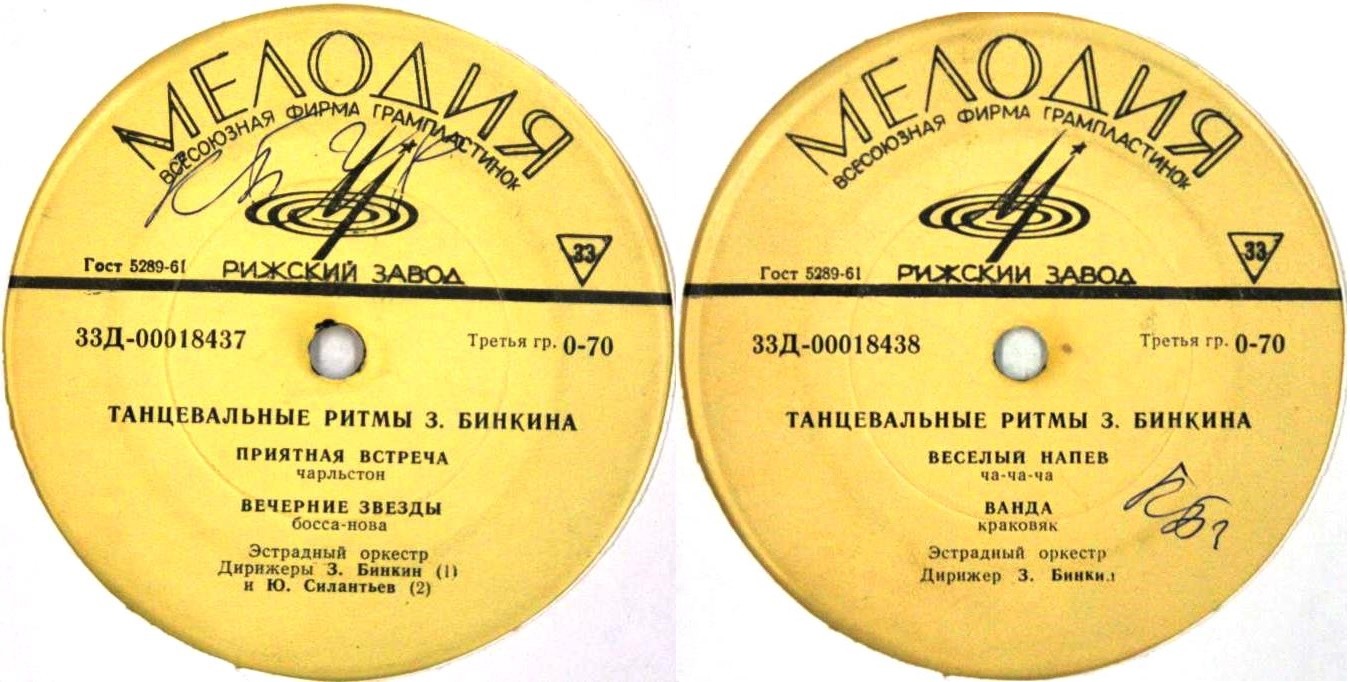 МЕЛОДИЯ
ВСЕСОЮЗНАЯ ФИРМА ГРАМПЛАСТИНОК
33
Гост 5289-61
РИЖСКИЙ ЗАВОД
33Д-00018437
Третья гр. 0-70
ТАНЦЕВАЛЬНЫЕ РИТМЫ З. БИНКИНА
ПРИЯТНАЯ ВСТРЕЧА
чарльстон
ВЕЧЕРНИЕ ЗВЕЗДЫ
босса-нова
Эстрадный оркестр
Дирижеры З. Бинкин (1)
и Ю. Силантьев (2)
МЕЛОДИЯ
ВСЕСОЮЗНАЯ ФИРМА ГРАМПЛАСТИНОК
33
Гост 5289-61
РИЖСКИЙ ЗАВОД
33Д-00018438
Третья гр. 0-70
ТАНЦЕВАЛЬНЫЕ РИТМЫ З. БИНКИНА
ВЕСЕЛЫЙ НАПЕВ
ча-ча-ча
ВАНДА
краковяк
Эстрадный оркестр
Дирижер З. Бинкин